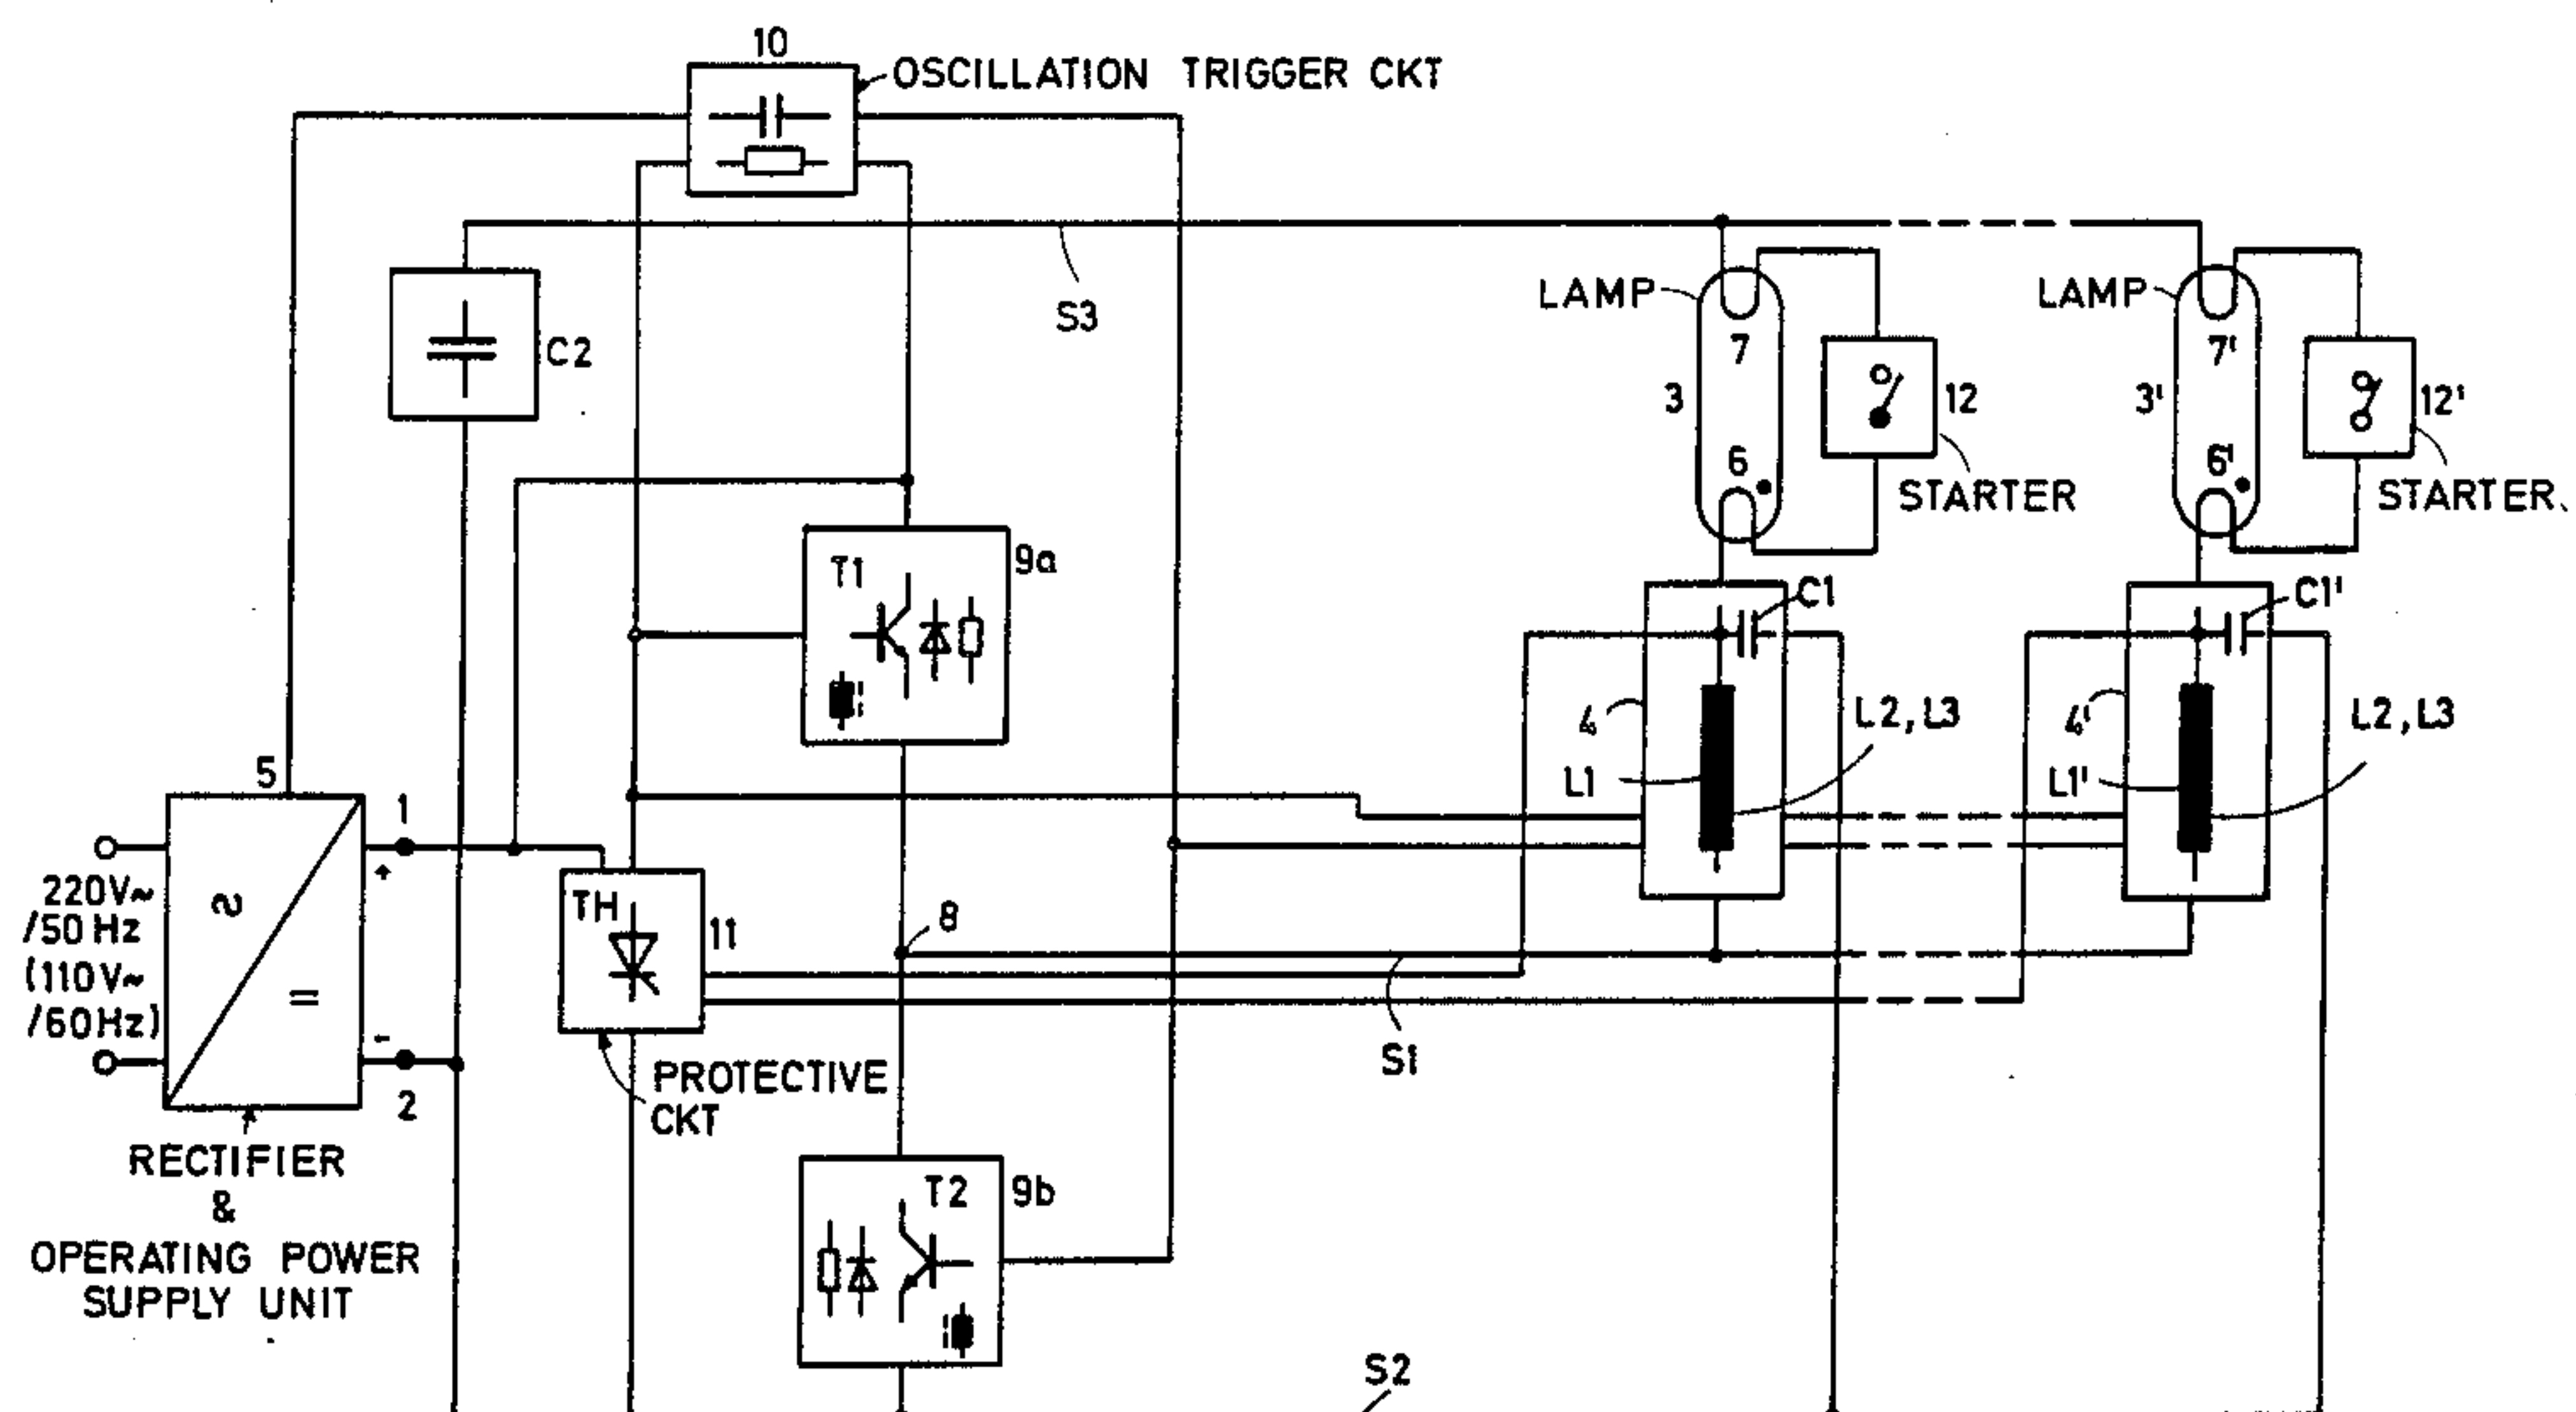 10
OSCILLATION TRIGGER CKT
S3
C2
LAMP
7
3
6
12
STARTER
LAMP
7'
3'
6'
12'
STARTER.
T1
9a
C1
C1'
4
L2, L3
L1
4'
L2, L3
L1'
5
1
+
220V~
/50 Hz
(110V~
/60Hz)
~
=
-
2
TH
11
8
S1
PROTECTIVE
CKT
RECTIFIER
&
OPERATING POWER
SUPPLY UNIT
T2
9b
S2